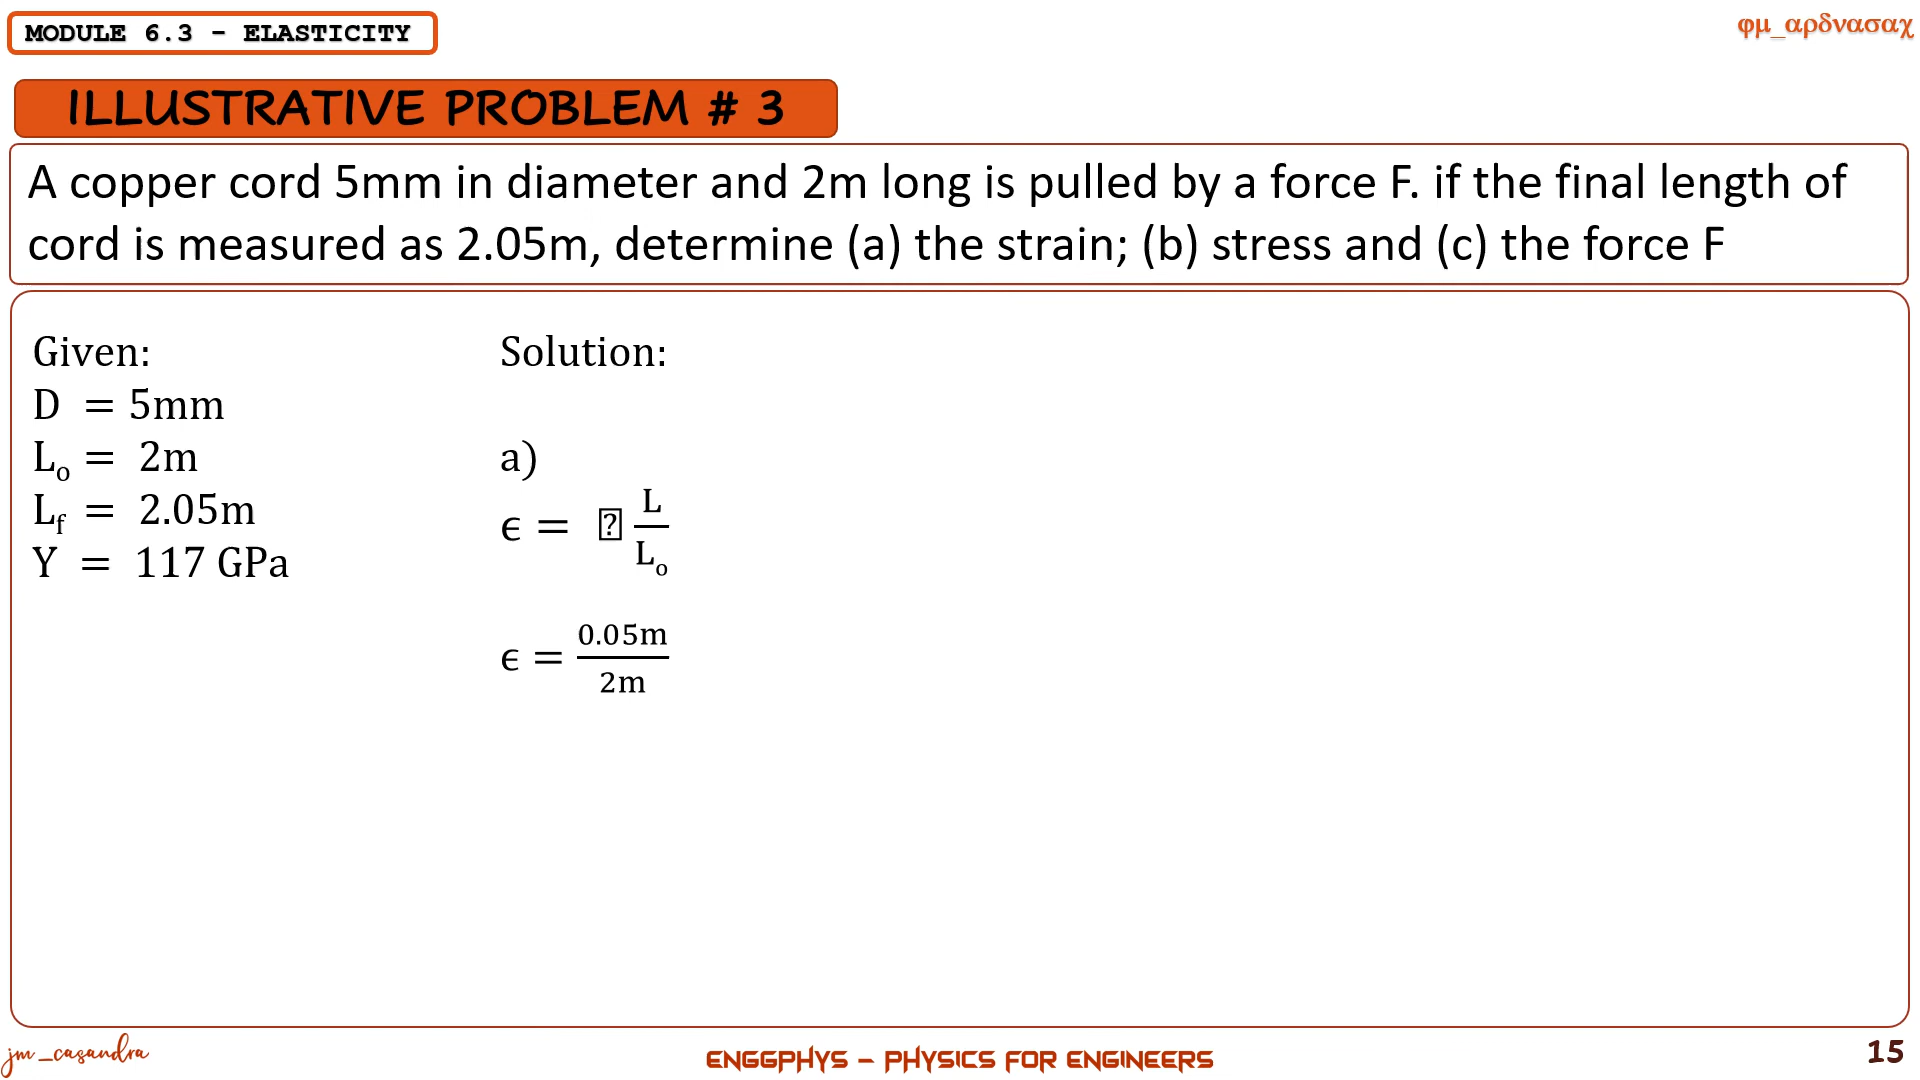 MODULE 6.3 - ELASTICITY
φμ_αρδνασαχ
ILLUSTRATIVE PROBLEM # 3
A copper cord 5mm in diameter and 2m long is pulled by a force F. if the final length of
cord is measured as 2.05m, determine (a) the strain; (b) stress and (c) the force F
Given:
D = 5mm
Lₒ = 2m
L_f = 2.05m
Y = 117 GPa
Solution:
a)
ϵ = ⍰ L/Lₒ
ϵ = 0.05m/2m
jm_casandra
ENGGPHYS – PHYSICS FOR ENGINEERS
15